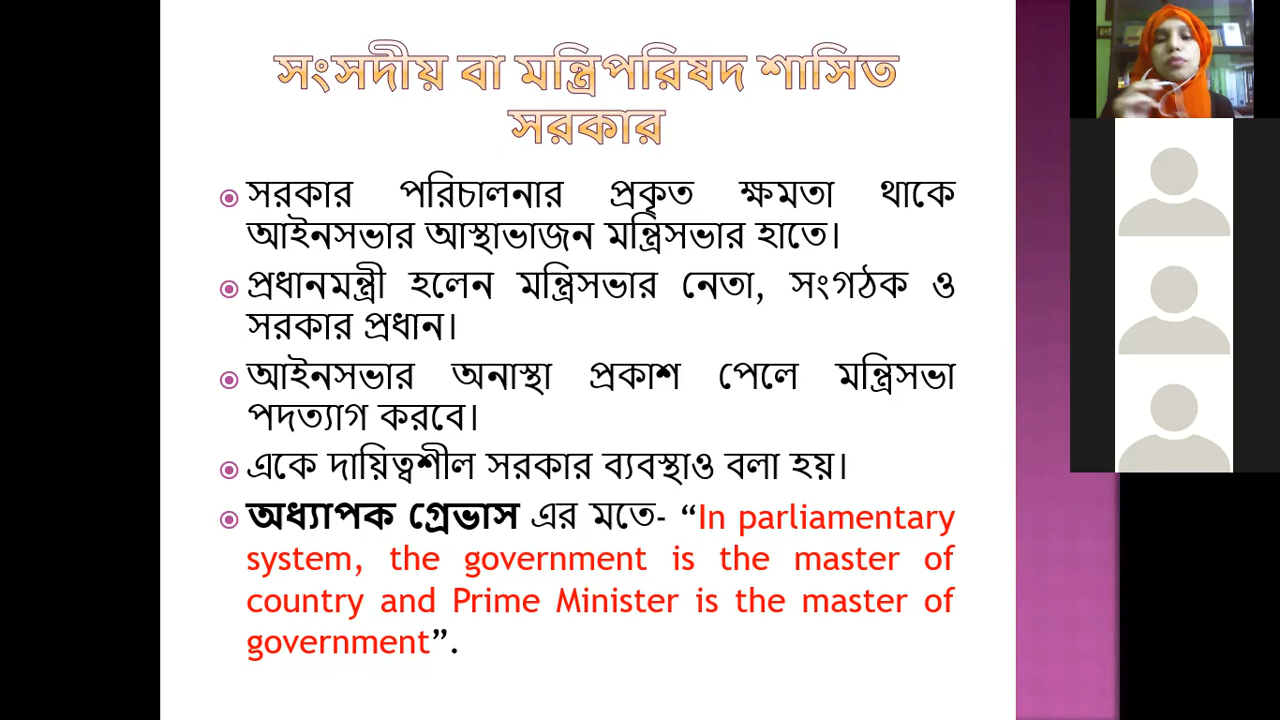 সংসদীয় বা মন্ত্রিপরিষদ শাসিত
সরকার
সরকার পরিচালনার প্রকৃত ক্ষমতা থাকে
আইনসভার আস্থাভাজন মন্ত্রিসভার হাতে।
প্রধানমন্ত্রী হলেন মন্ত্রিসভার নেতা, সংগঠক ও
সরকার প্রধান।
আইনসভার অনাস্থা প্রকাশ পেলে মন্ত্রিসভা
পদত্যাগ করবে।
একে দায়িত্বশীল সরকার ব্যবস্থাও বলা হয়।
অধ্যাপক গ্রেভাস এর মতে- “In parliamentary
system, the government is the master of
country and Prime Minister is the master of
government”.